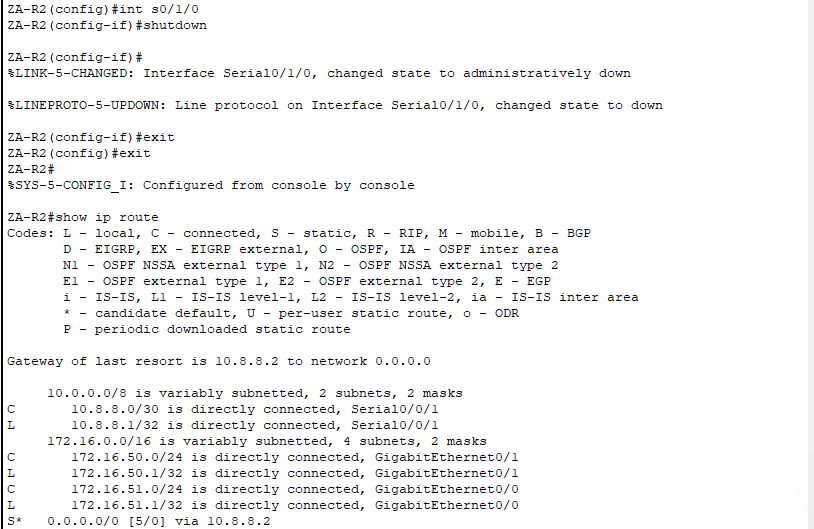 ZA-R2(config)#int s0/1/0
ZA-R2(config-if)#shutdown
ZA-R2(config-if)#
%LINK-5-CHANGED: Interface Serial0/1/0, changed state to administratively down
%LINEPROTO-5-UPDOWN: Line protocol on Interface Serial0/1/0, changed state to down
ZA-R2(config-if)#exit
ZA-R2(config)#exit
ZA-R2#
%SYS-5-CONFIG_I: Configured from console by console
ZA-R2#show ip route
Codes: L - local, C - connected, S - static, R - RIP, M - mobile, B - BGP
D - EIGRP, EX - EIGRP external, O - OSPF, IA - OSPF inter area
N1 - OSPF NSSA external type 1, N2 - OSPF NSSA external type 2
E1 - OSPF external type 1, E2 - OSPF external type 2, E - EGP
i - IS-IS, L1 - IS-IS level-1, L2 - IS-IS level-2, ia - IS-IS inter area
* - candidate default, U - per-user static route, o - ODR
P - periodic downloaded static route
Gateway of last resort is 10.8.8.2 to network 0.0.0.0
10.0.0.0/8 is variably subnetted, 2 subnets, 2 masks
C 10.8.8.0/30 is directly connected, Serial0/0/1
L 10.8.8.1/32 is directly connected, Serial0/0/1
172.16.0.0/16 is variably subnetted, 4 subnets, 2 masks
C 172.16.50.0/24 is directly connected, GigabitEthernet0/1
L 172.16.50.1/32 is directly connected, GigabitEthernet0/1
C 172.16.51.0/24 is directly connected, GigabitEthernet0/0
L 172.16.51.1/32 is directly connected, GigabitEthernet0/0
S* 0.0.0.0/0 [5/0] via 10.8.8.2